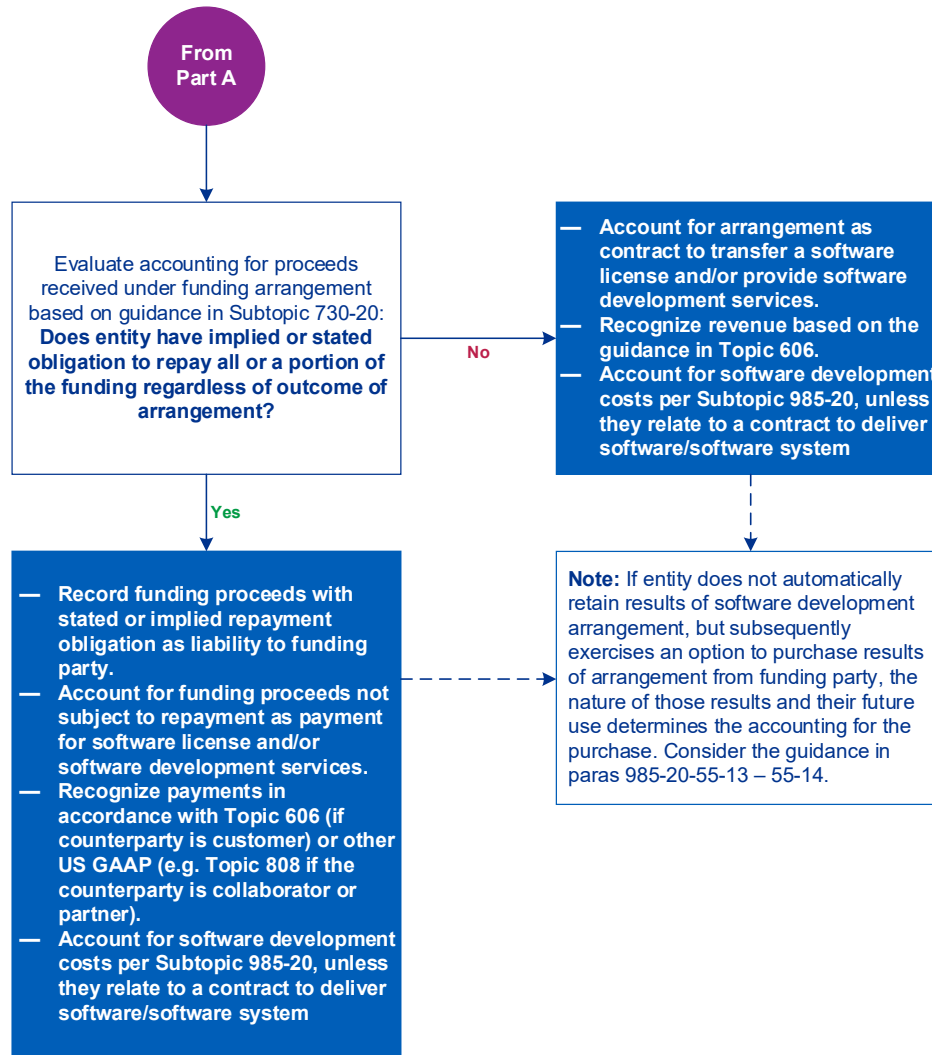 From
Part A
Evaluate accounting for proceeds
received under funding arrangement
based on guidance in Subtopic 730-20:
Does entity have implied or stated
obligation to repay all or a portion of
the funding regardless of outcome of
arrangement?
No
— Account for arrangement as
contract to transfer a software
license and/or provide software
development services.
— Recognize revenue based on the
guidance in Topic 606.
— Account for software development
costs per Subtopic 985-20, unless
they relate to a contract to deliver
software/software system
Yes
— Record funding proceeds with
stated or implied repayment
obligation as liability to funding
party.
— Account for funding proceeds not
subject to repayment as payment
for software license and/or
software development services.
— Recognize payments in
accordance with Topic 606 (if
counterparty is customer) or other
US GAAP (e.g. Topic 808 if the
counterparty is collaborator or
partner).
— Account for software development
costs per Subtopic 985-20, unless
they relate to a contract to deliver
software/software system
Note: If entity does not automatically
retain results of software development
arrangement, but subsequently
exercises an option to purchase results
of arrangement from funding party, the
nature of those results and their future
use determines the accounting for the
purchase. Consider the guidance in
paras 985-20-55-13 – 55-14.